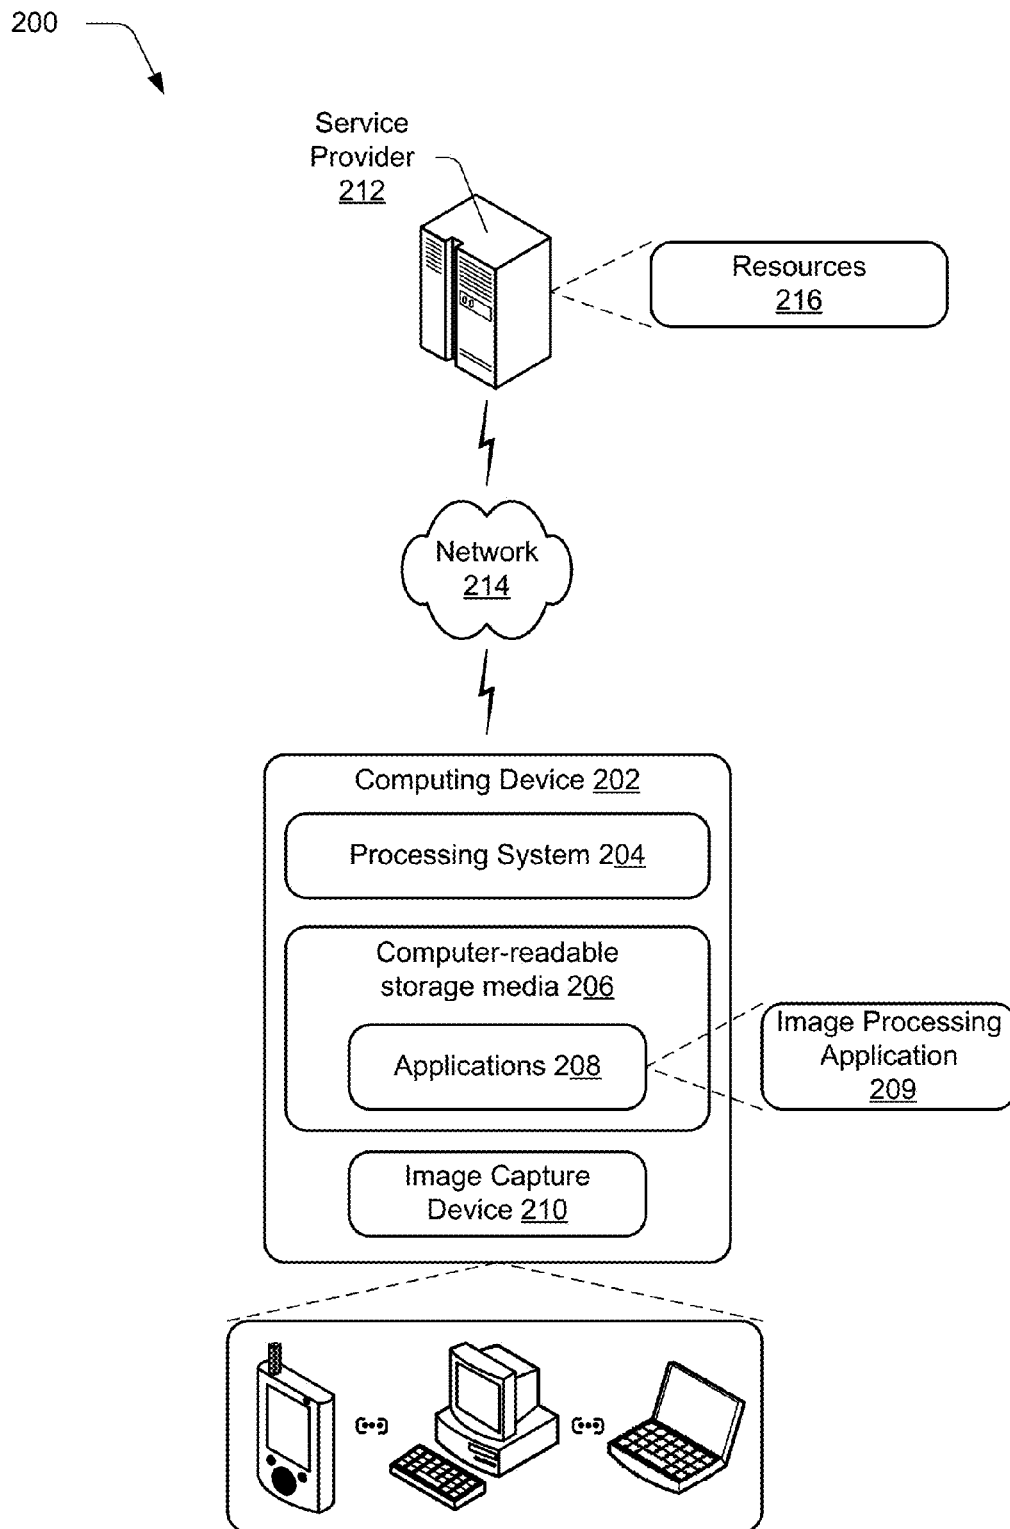 200
Service
Provider
212
Resources
216
Network
214
Computing Device 202
Processing System 204
Computer-readable
storage media 206
Applications 208
Image Processing
Application
209
Image Capture
Device 210